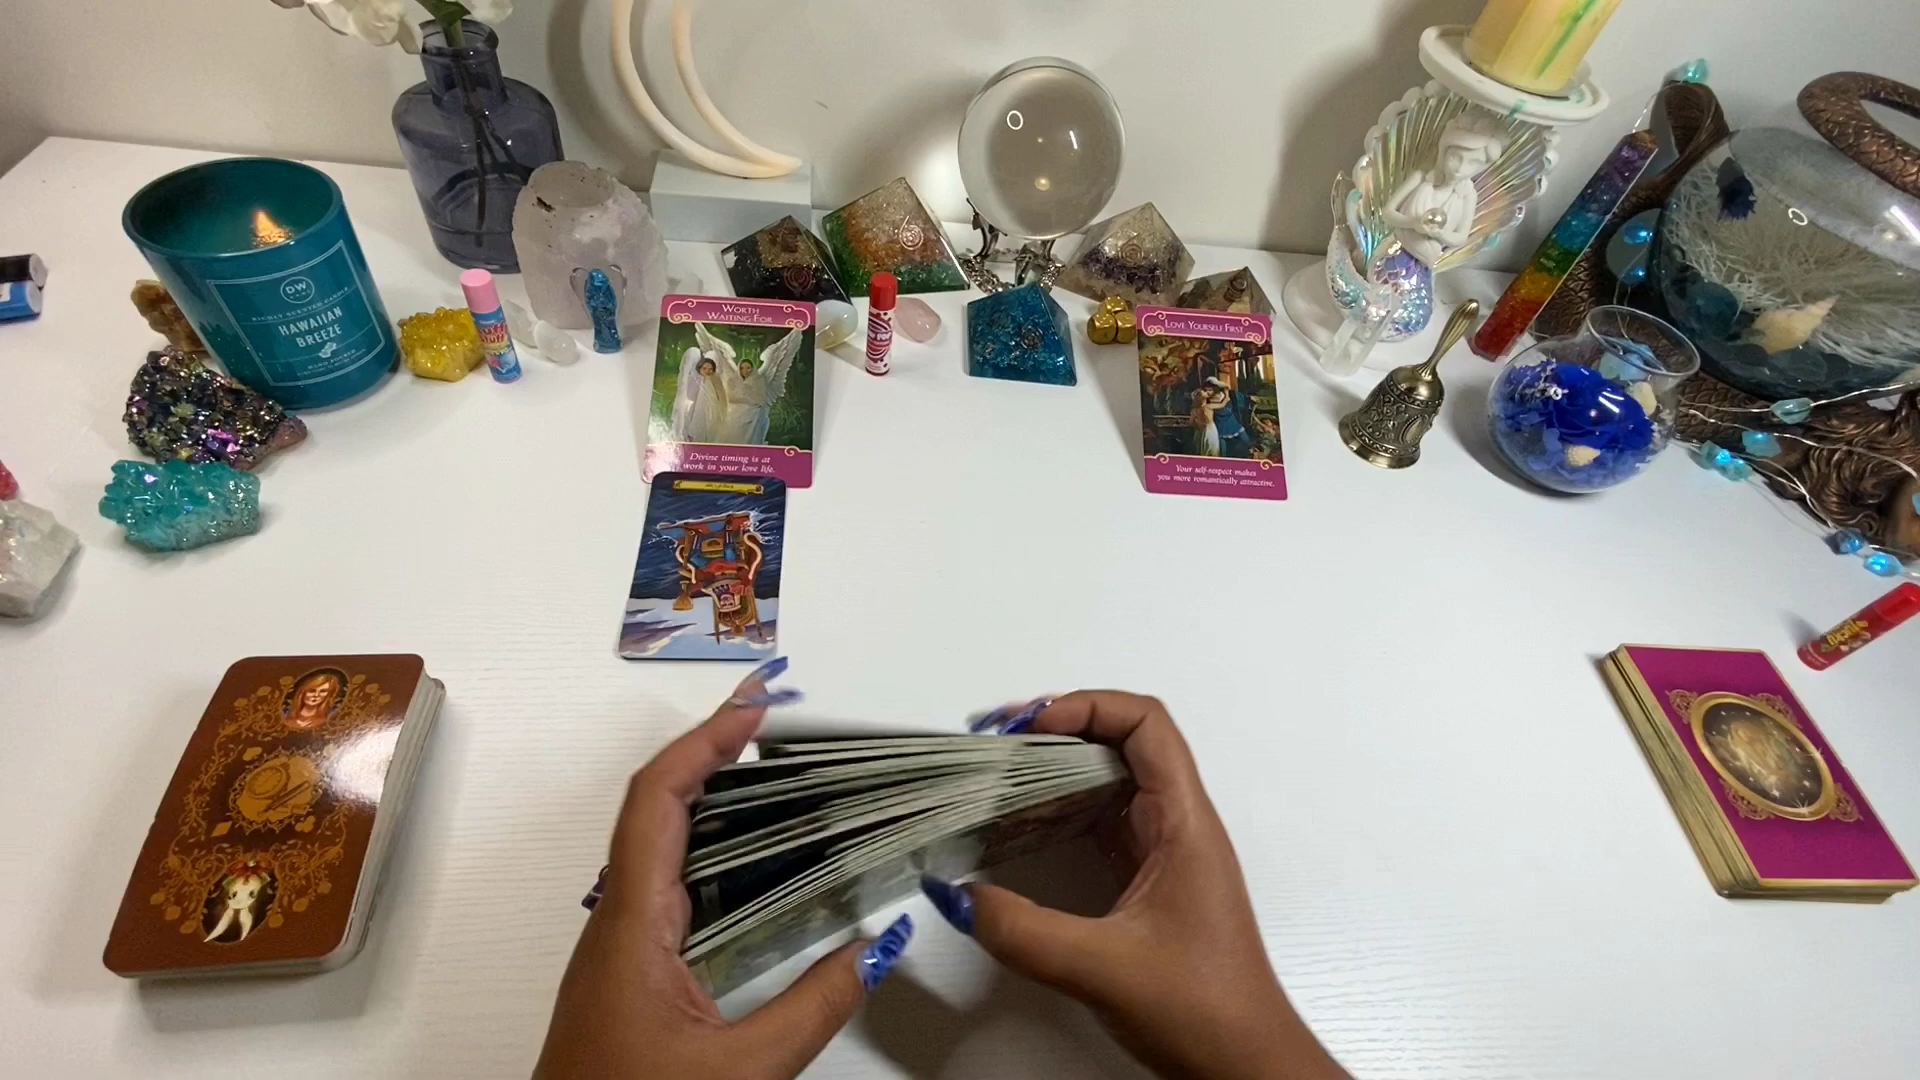 DW
HOME
RICHLY SCENTED CANDLE
HAWAIIAN
BREEZE
WORTH
WAITING FOR
Divine timing is at
work in your love life.
LOVE YOURSELF FIRST
Your self-respect makes
you more romantically attractive.